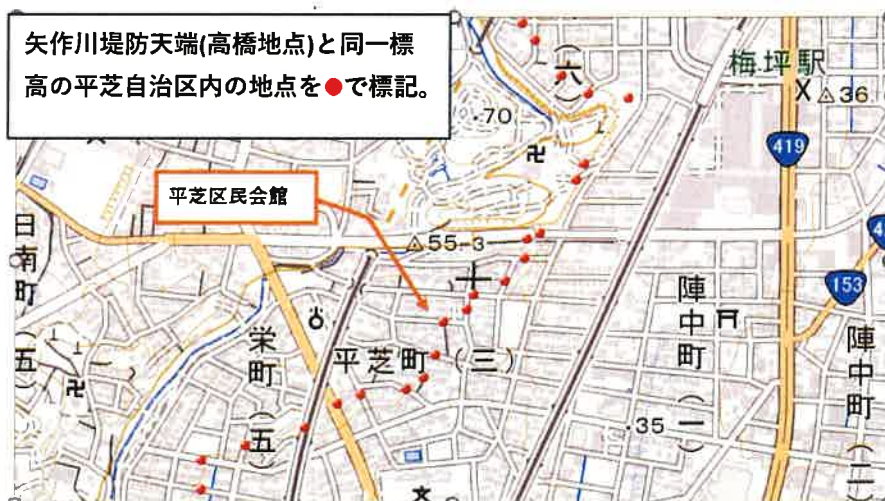 矢作川堤防天端(高橋地点)と同一標
高の平芝自治区内の地点を●で標記。
(六)
梅坪駅
70
36
419
平芝区民会館
55-3
日南町
(五)
153
陣中町
(一)
栄町
(五)
平芝町(三)
陣中町
(二)
35